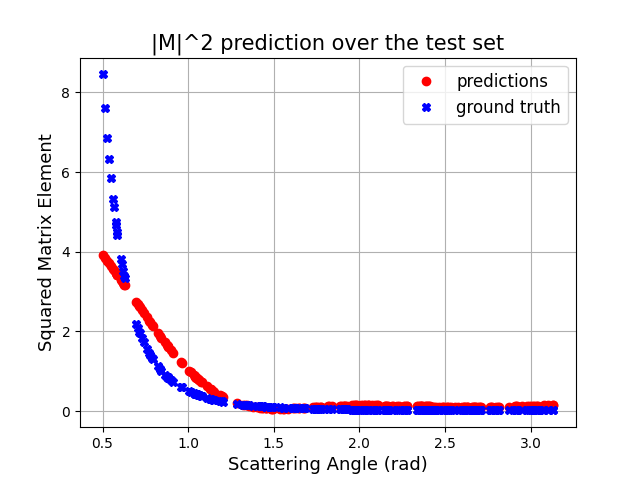 |M|^2 prediction over the test set
predictions
ground truth
Squared Matrix Element
8
6
4
2
0
0.5 1.0 1.5 2.0 2.5 3.0
Scattering Angle (rad)